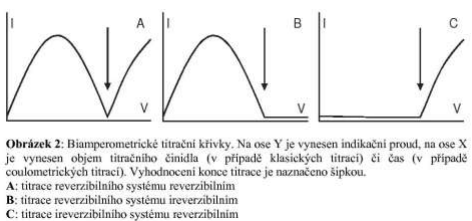 I A I B I C
V V V
Obrázek 2: Biamperometrické titrační křivky. Na ose Y je vynesen indikační proud, na ose X
je vynesen objem titračního činidla (v případě klasických titrací) či čas (v případě
coulometrických titrací). Vyhodnocení konce titrace je naznačeno šipkou.
A: titrace reverzibilního systému reverzibilním
B: titrace reverzibilního systému ireverzibilním
C: titrace ireverzibilního systému reverzibilním